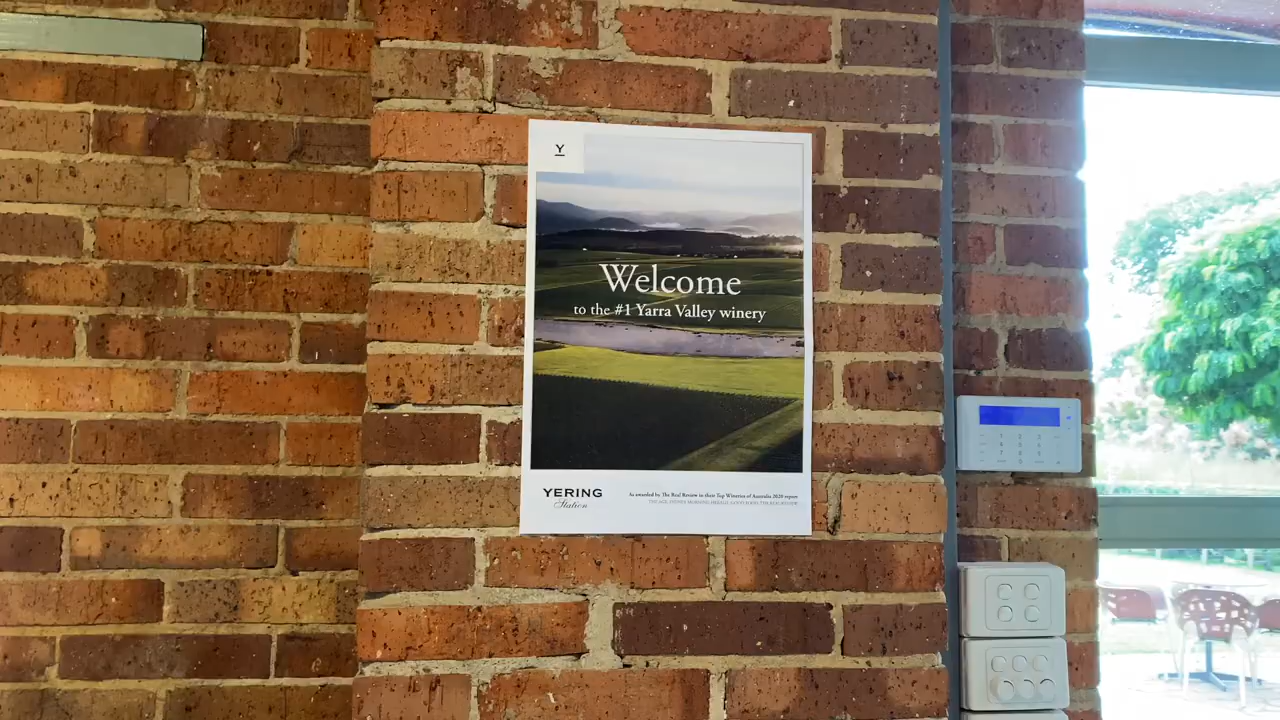 Y
Welcome
to the #1 Yarra Valley winery
YERING
Station
As awarded by The Real Review in their Top Wineries of Australia 2020 report